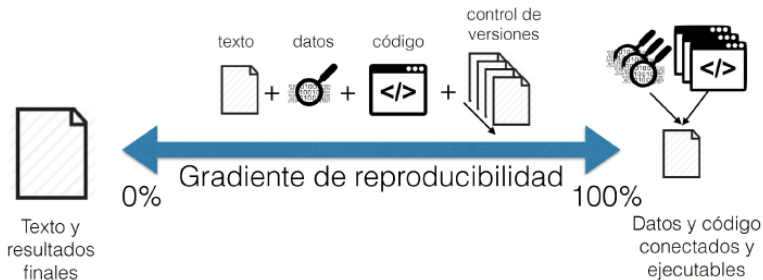 texto
datos
código
control de
versiones
+
+
+
</>
</>
0%
Gradiente de reproducibilidad
100%
Texto y
resultados
finales
Datos y código
conectados y
ejecutables